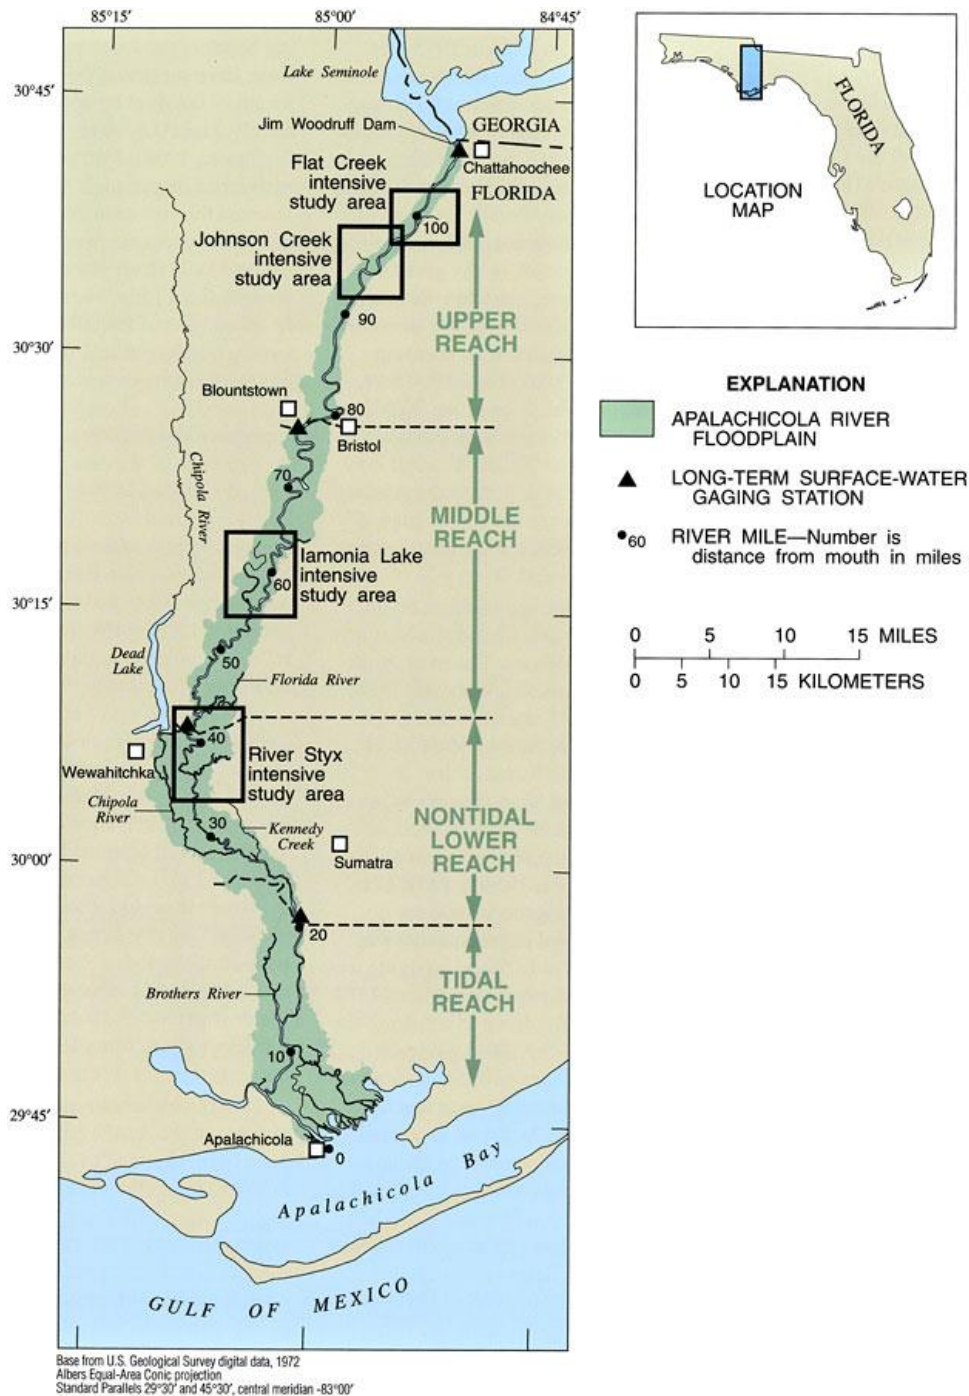 85°15′
85°00′
84°45′
30°45′
30°30′
30°15′
30°00′
29°45′
Lake Seminole
Jim Woodruff Dam
GEORGIA
Chattahoochee
FLORIDA
Flat Creek
intensive
study area
100
Johnson Creek
intensive
study area
90
UPPER
REACH
Blountstown
80
Bristol
Chipola River
70
MIDDLE
REACH
Iamonia Lake
intensive
study area
60
50
Dead
Lake
Florida River
40
Wewahitchka
River Styx
intensive
study area
Chipola
River
30
Kennedy
Creek
Sumatra
NONTIDAL
LOWER
REACH
20
TIDAL
REACH
Brothers River
10
Apalachicola
0
Apalachicola Bay
GULF OF MEXICO
Base from U.S. Geological Survey digital data, 1972
Albers Equal-Area Conic projection
Standard Parallels 29°30′ and 45°30′, central meridian -83°00′
FLORIDA
LOCATION
MAP
EXPLANATION
APALACHICOLA RIVER
FLOODPLAIN
LONG-TERM SURFACE-WATER
GAGING STATION
60 RIVER MILE—Number is
distance from mouth in miles
0 5 10 15 MILES
0 5 10 15 KILOMETERS